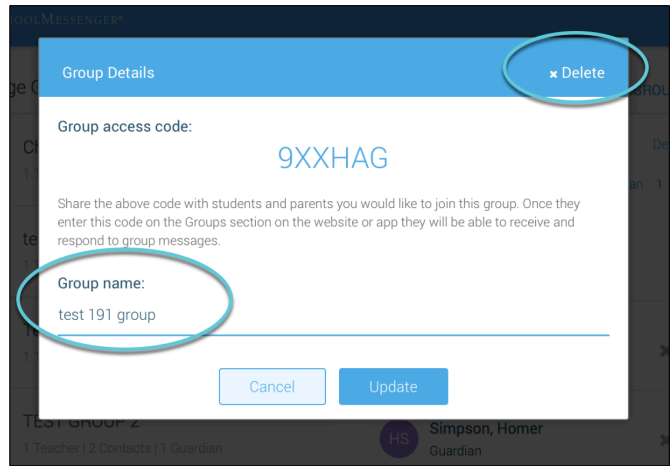 SCHOOLMESSENGER®
Group Details
✖ Delete
Group access code:
9XXHAG
Share the above code with students and parents you would like to join this group. Once they
enter this code on the Groups section on the website or app they will be able to receive and
respond to group messages.
Group name:
test 191 group
Cancel
Update
TEST GROUP 2
1 Teacher | 2 Contacts | 1 Guardian
HS
Simpson, Homer
Guardian